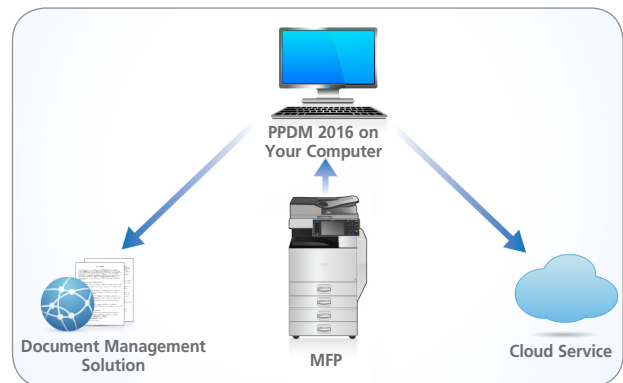 PPDM 2016 on
Your Computer
Document Management
Solution
MFP
Cloud Service